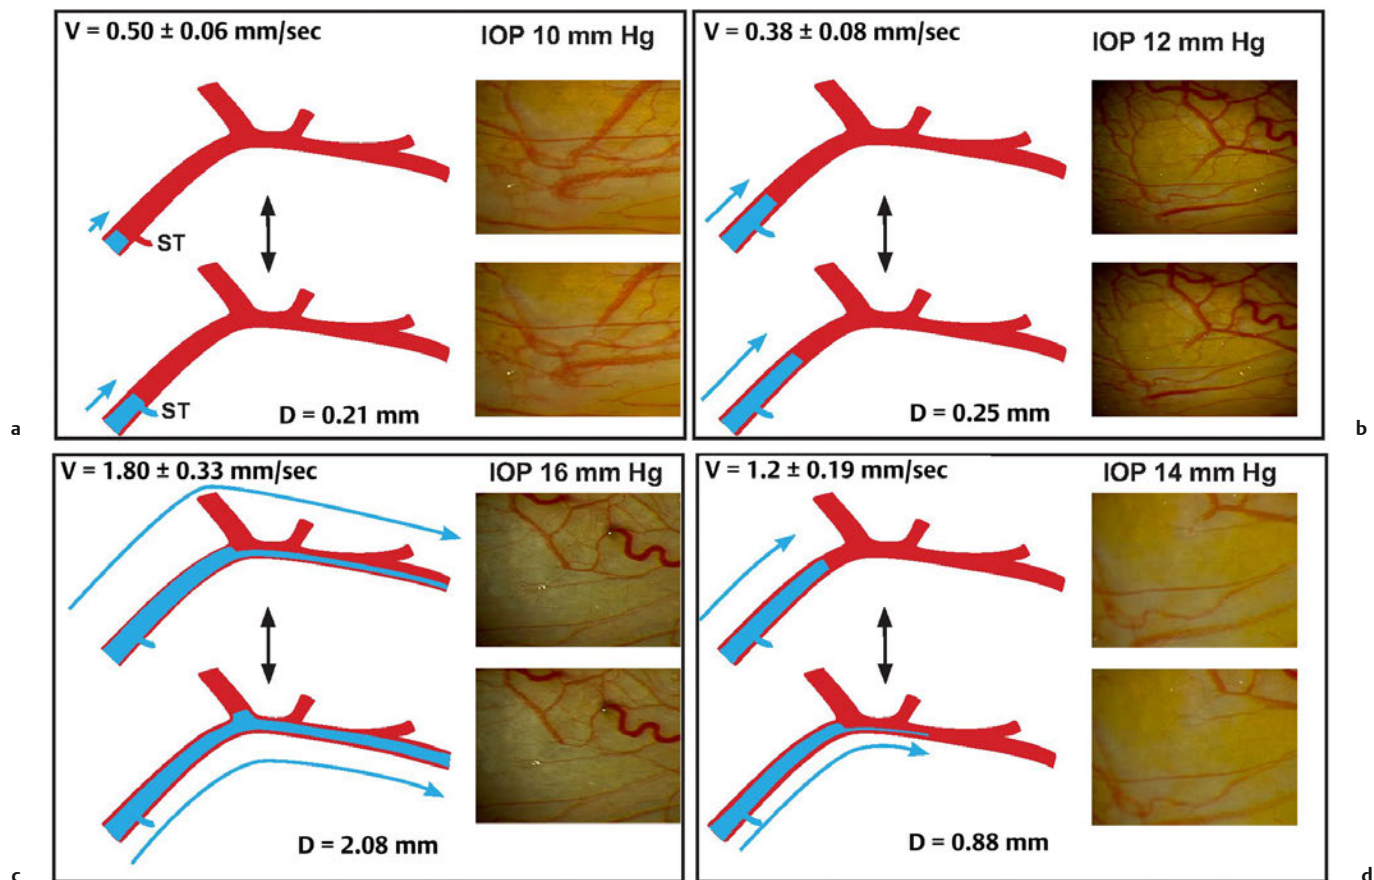 V = 0.50 ± 0.06 mm/sec
IOP 10 mm Hg
ST
ST
D = 0.21 mm
a
V = 0.38 ± 0.08 mm/sec
IOP 12 mm Hg
D = 0.25 mm
b
V = 1.80 ± 0.33 mm/sec
IOP 16 mm Hg
D = 2.08 mm
c
V = 1.2 ± 0.19 mm/sec
IOP 14 mm Hg
D = 0.88 mm
d